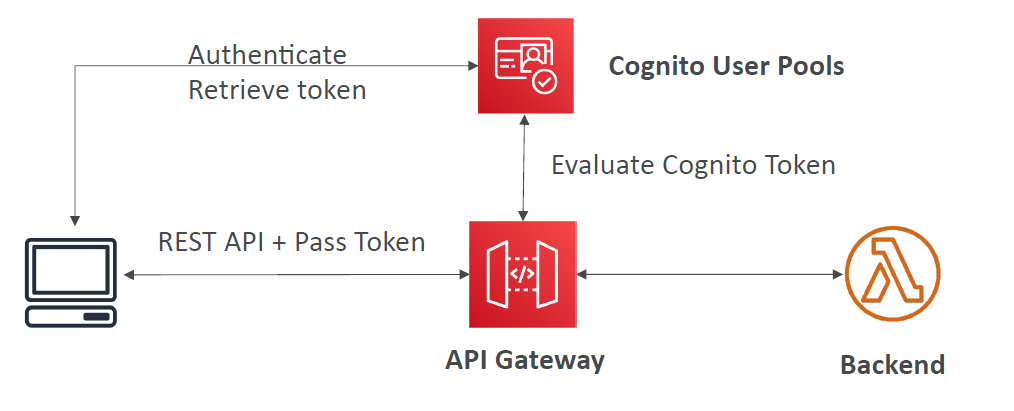 Authenticate
Retrieve token
Cognito User Pools
Evaluate Cognito Token
REST API + Pass Token
</>
API Gateway
Backend